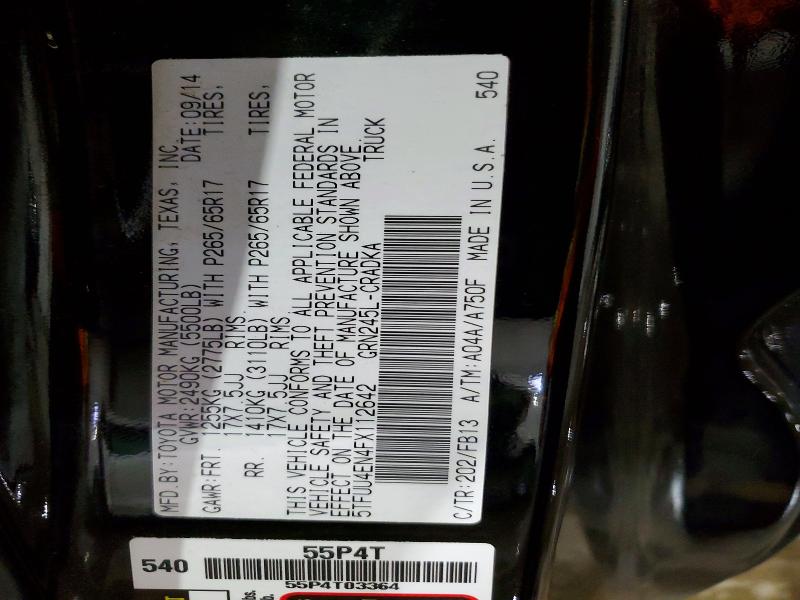 MFD.BY:TOYOTA MOTOR MANUFACTURING, TEXAS, INC.
GVWR:2490KG (5500LB) DATE:09/14
GAWR:FRT. 1255KG (2775LB) WITH P265/65R17 TIRES,
17X7.5JJ RIMS
RR. 1410KG (3110LB) WITH P265/65R17 TIRES,
17X7.5JJ RIMS
THIS VEHICLE CONFORMS TO ALL APPLICABLE FEDERAL MOTOR
VEHICLE SAFETY AND THEFT PREVENTION STANDARDS IN
EFFECT ON THE DATE OF MANUFACTURE SHOWN ABOVE.
5TFUU4EN4FX112642 GRN245L-CRADKA TRUCK
C/TR:202/FB13 A/TM:A04A/A750F MADE IN U.S.A. 540
55P4T
540
55P4T03364